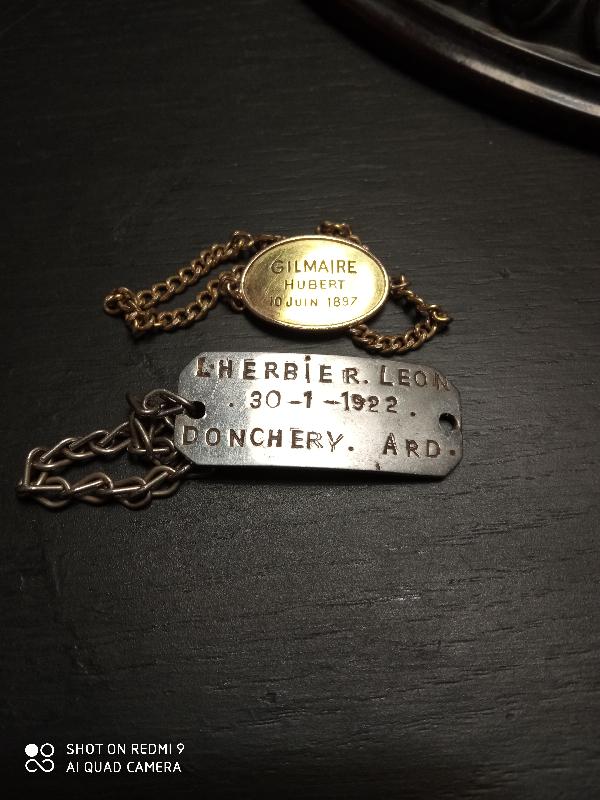 GILMAIRE
HUBERT
10 JUIN 1897
LHERBIER. LEON
. 30-1-1922 .
DONCHERY. ARD.
SHOT ON REDMI 9
AI QUAD CAMERA